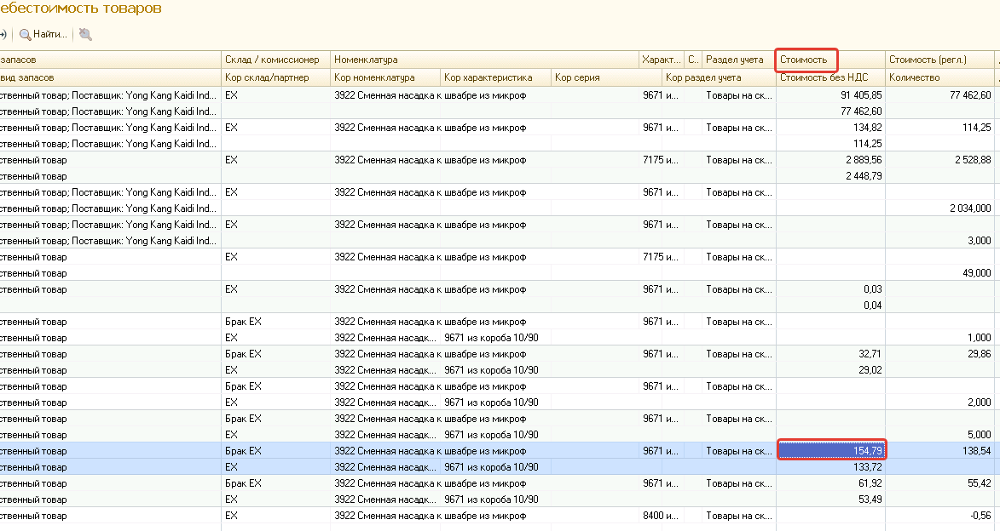 ебестоимость товаров
Найти...
запасов Склад / комиссионер Номенклатура Характ... С.. Раздел учета Стоимость Стоимость (регл.)
вид запасов Кор склад/партнер Кор номенклатура Кор характеристика Кор серия Кор раздел учета Стоимость без НДС Количество
ственный товар; Поставщик: Yong Kang Kaidi Ind... EX 3922 Сменная насадка к швабре из микроф 9671 и... Товары на ск... 91 405,85 77 462,60
ственный товар; Поставщик: Yong Kang Kaidi Ind... 77 462,60
ственный товар; Поставщик: Yong Kang Kaidi Ind... EX 3922 Сменная насадка к швабре из микроф 9671 и... Товары на ск... 134,82 114,25
ственный товар; Поставщик: Yong Kang Kaidi Ind... 114,25
ственный товар EX 3922 Сменная насадка к швабре из микроф 7175 и... Товары на ск... 2 889,56 2 528,88
ственный товар 2 448,79
ственный товар; Поставщик: Yong Kang Kaidi Ind... EX 3922 Сменная насадка к швабре из микроф 9671 и... Товары на ск...
ственный товар; Поставщик: Yong Kang Kaidi Ind... 2 034,000
ственный товар; Поставщик: Yong Kang Kaidi Ind... EX 3922 Сменная насадка к швабре из микроф 9671 и... Товары на ск...
ственный товар; Поставщик: Yong Kang Kaidi Ind... 3,000
ственный товар EX 3922 Сменная насадка к швабре из микроф 7175 и... Товары на ск...
ственный товар 49,000
ственный товар EX 3922 Сменная насадка к швабре из микроф 9671 и... Товары на ск... 0,03
0,04
ственный товар Брак EX 3922 Сменная насадка к швабре из микроф 9671 и... Товары на ск...
ственный товар EX 3922 Сменная насадк... 9671 из короба 10/90 1,000
ственный товар Брак EX 3922 Сменная насадка к швабре из микроф 9671 и... Товары на ск... 32,71 29,86
ственный товар EX 3922 Сменная насадк... 9671 из короба 10/90 29,02
ственный товар Брак EX 3922 Сменная насадка к швабре из микроф 9671 и... Товары на ск...
ственный товар EX 3922 Сменная насадк... 9671 из короба 10/90 2,000
ственный товар Брак EX 3922 Сменная насадка к швабре из микроф 9671 и... Товары на ск...
ственный товар EX 3922 Сменная насадк... 9671 из короба 10/90 5,000
ственный товар Брак EX 3922 Сменная насадка к швабре из микроф 9671 и... Товары на ск... 154,79 138,54
ственный товар EX 3922 Сменная насадк... 9671 из короба 10/90 133,72
ственный товар Брак EX 3922 Сменная насадка к швабре из микроф 9671 и... Товары на ск... 61,92 55,42
ственный товар EX 3922 Сменная насадк... 9671 из короба 10/90 53,49
ственный товар EX 3922 Сменная насадка к швабре из микроф 8400 и... Товары на ск... -0,56